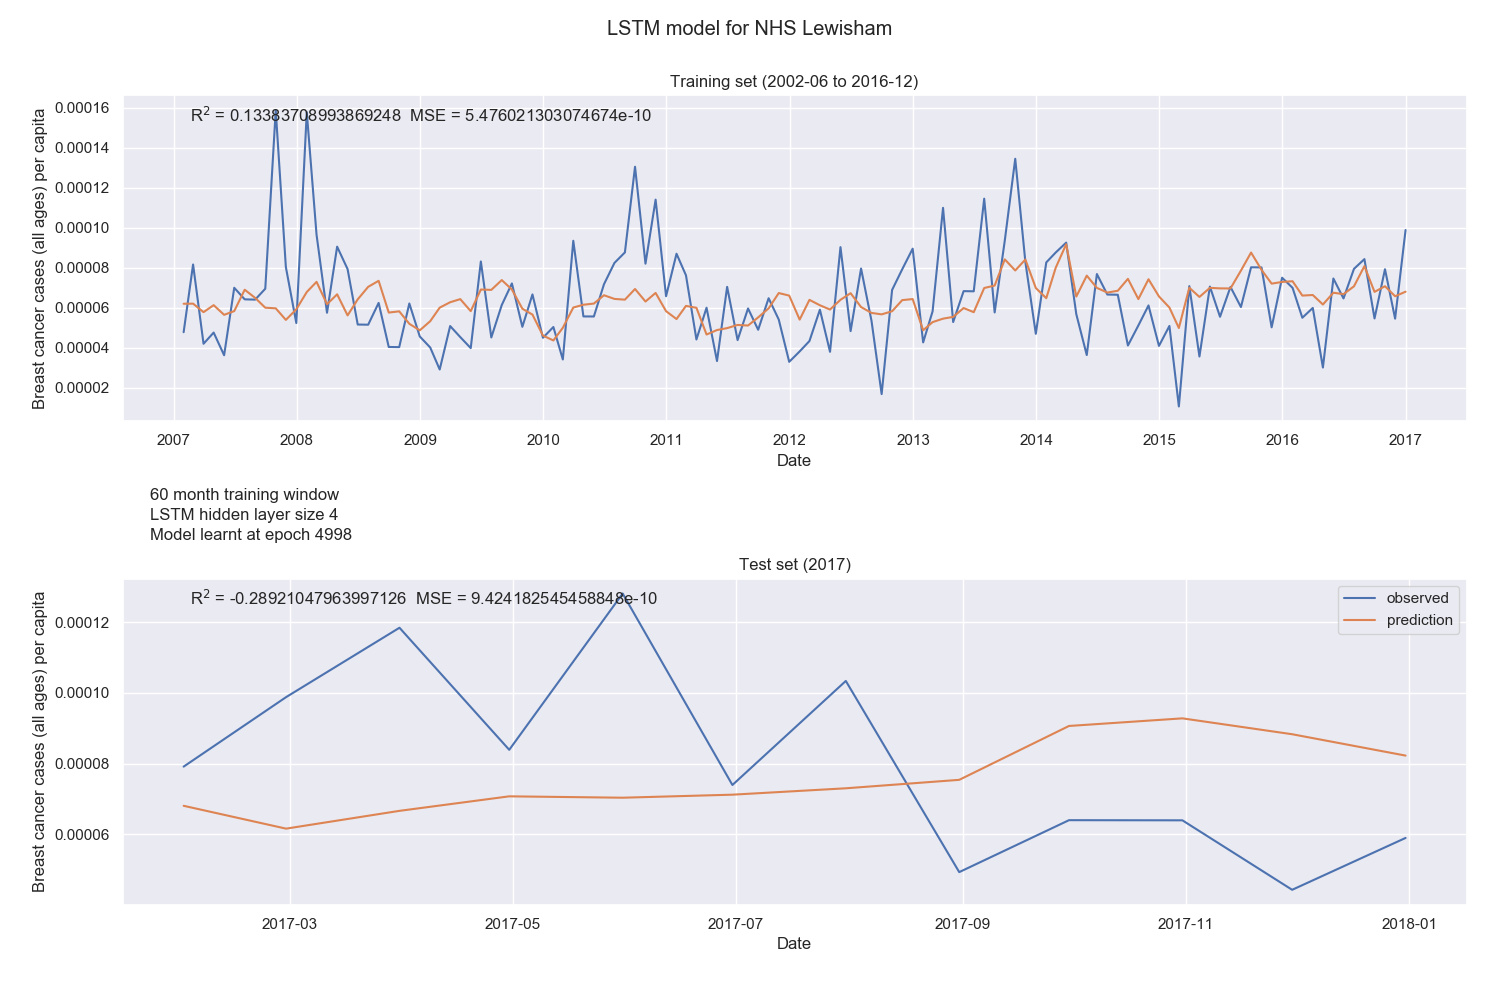 LSTM model for NHS Lewisham
Training set (2002-06 to 2016-12)
R² = 0.13383708993869248 MSE = 5.476021303074674e-10
Breast cancer cases (all ages) per capita
0.00016
0.00014
0.00012
0.00010
0.00008
0.00006
0.00004
0.00002
2007 2008 2009 2010 2011 2012 2013 2014 2015 2016 2017
Date
60 month training window
LSTM hidden layer size 4
Model learnt at epoch 4998
Test set (2017)
R² = -0.28921047963997126 MSE = 9.424182545458848e-10
observed
prediction
Breast cancer cases (all ages) per capita
0.00012
0.00010
0.00008
0.00006
2017-03 2017-05 2017-07 2017-09 2017-11 2018-01
Date